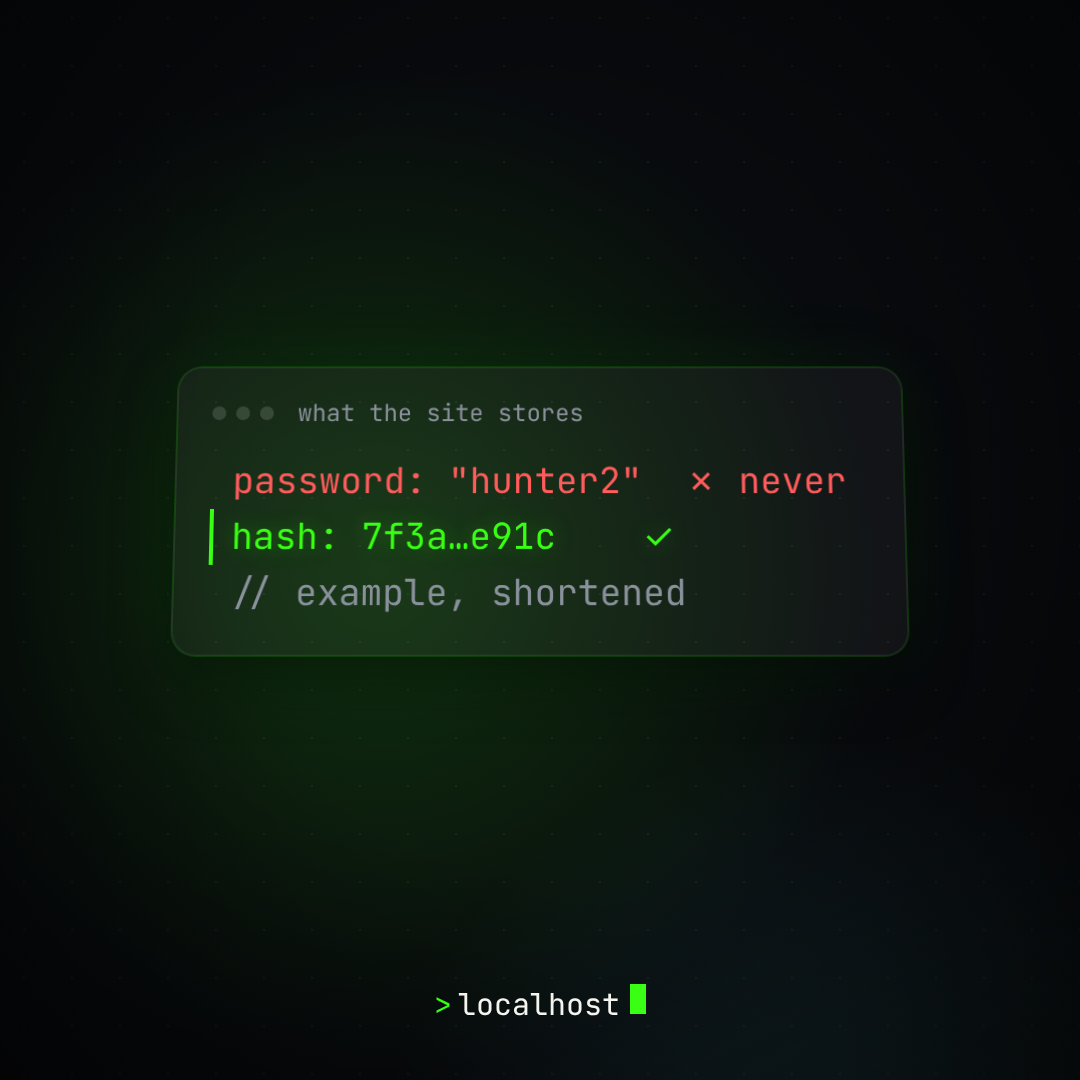 what the site stores
password: "hunter2"  × never
hash: 7f3a…e91c    ✓
// example, shortened
>localhost